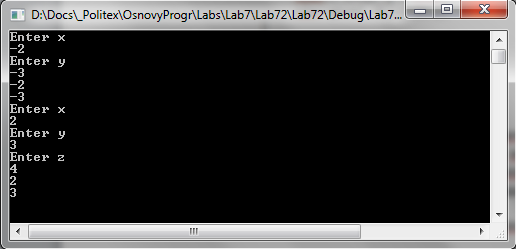 D:\Docs\_Politex\OsnovyProgr\Labs\Lab7\Lab72\Lab72\Debug\Lab7...
Enter x
-2
Enter y
-3
-2
-3
Enter x
2
Enter y
3
Enter z
4
2
3